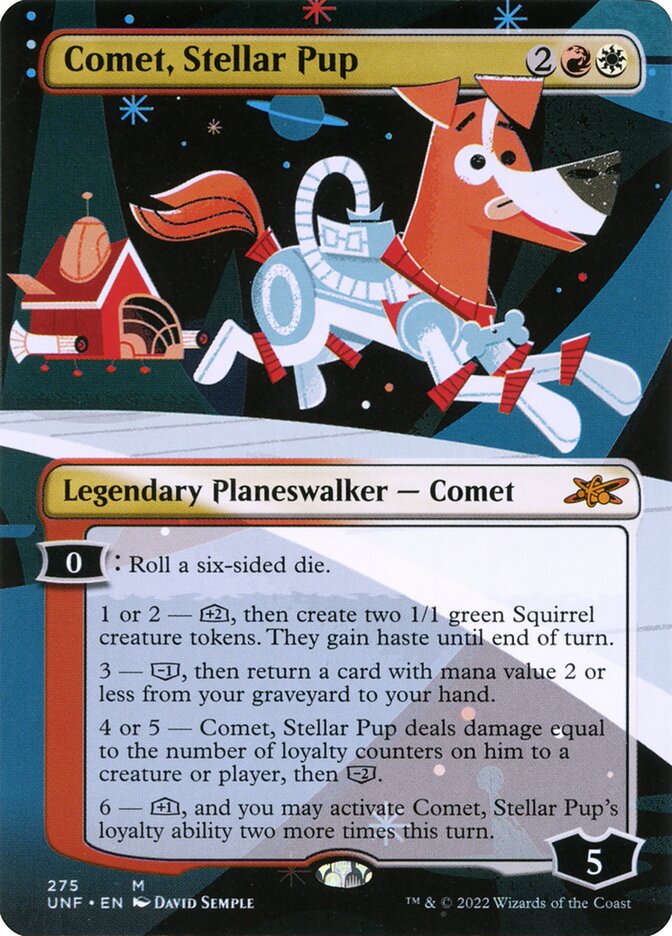 Comet, Stellar Pup 2
Legendary Planeswalker — Comet
0 : Roll a six-sided die.
1 or 2 — +2, then create two 1/1 green Squirrel
creature tokens. They gain haste until end of turn.
3 — -1, then return a card with mana value 2 or
less from your graveyard to your hand.
4 or 5 — Comet, Stellar Pup deals damage equal
to the number of loyalty counters on him to a
creature or player, then -2.
6 — +1, and you may activate Comet, Stellar Pup's
loyalty ability two more times this turn.
5
275 M
UNF • EN DAVID SEMPLE
™ & © 2022 Wizards of the Coast